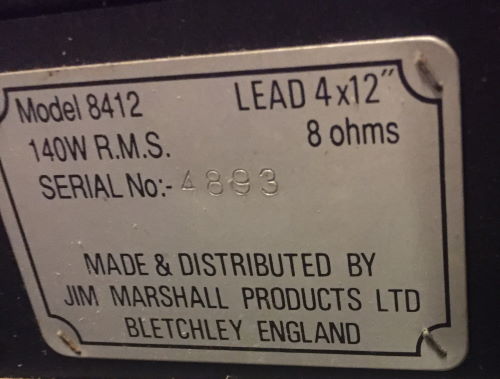 Model 8412 LEAD 4x12"
140W R.M.S. 8 ohms
SERIAL No:- 4893
MADE & DISTRIBUTED BY
JIM MARSHALL PRODUCTS LTD
BLETCHLEY ENGLAND